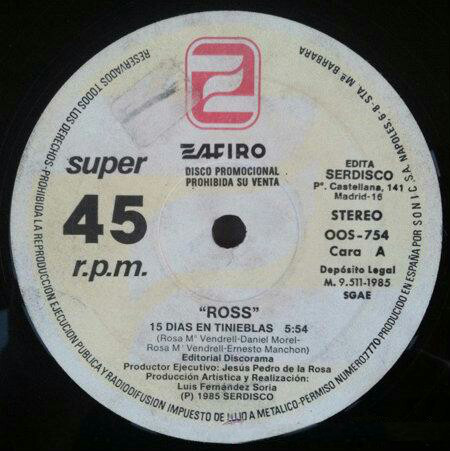 RESERVADOS TODOS LOS DERECHOS-PROHIBIDA LA REPRODUCCION EJECUCION PUBLICA Y RADIODIFUSION IMPUESTO DE LUJO A METALICO-PERMISO NUMERO 7770 PRODUCIDO EN ESPAÑA POR SONIC, S.A. NAPOLES 6-8-STA Mª BARBARA
ZAFIRO
DISCO PROMOCIONAL
PROHIBIDA SU VENTA
super
45
r.p.m.
EDITA
SERDISCO
Pº. Castellana, 141
Madrid-16
STEREO
OOS-754
Cara A
Depósito Legal
M. 9.511-1985
SGAE
"ROSS"
15 DIAS EN TINIEBLAS 5:54
(Rosa Mª Vendrell-Daniel Morel-
Rosa Mª Vendrell-Ernesto Manchon)
Editorial Discorama
Productor Ejecutivo: Jesús Pedro de la Rosa
Producción Artística y Realización:
Luis Fernández Soria
(P) 1985 SERDISCO